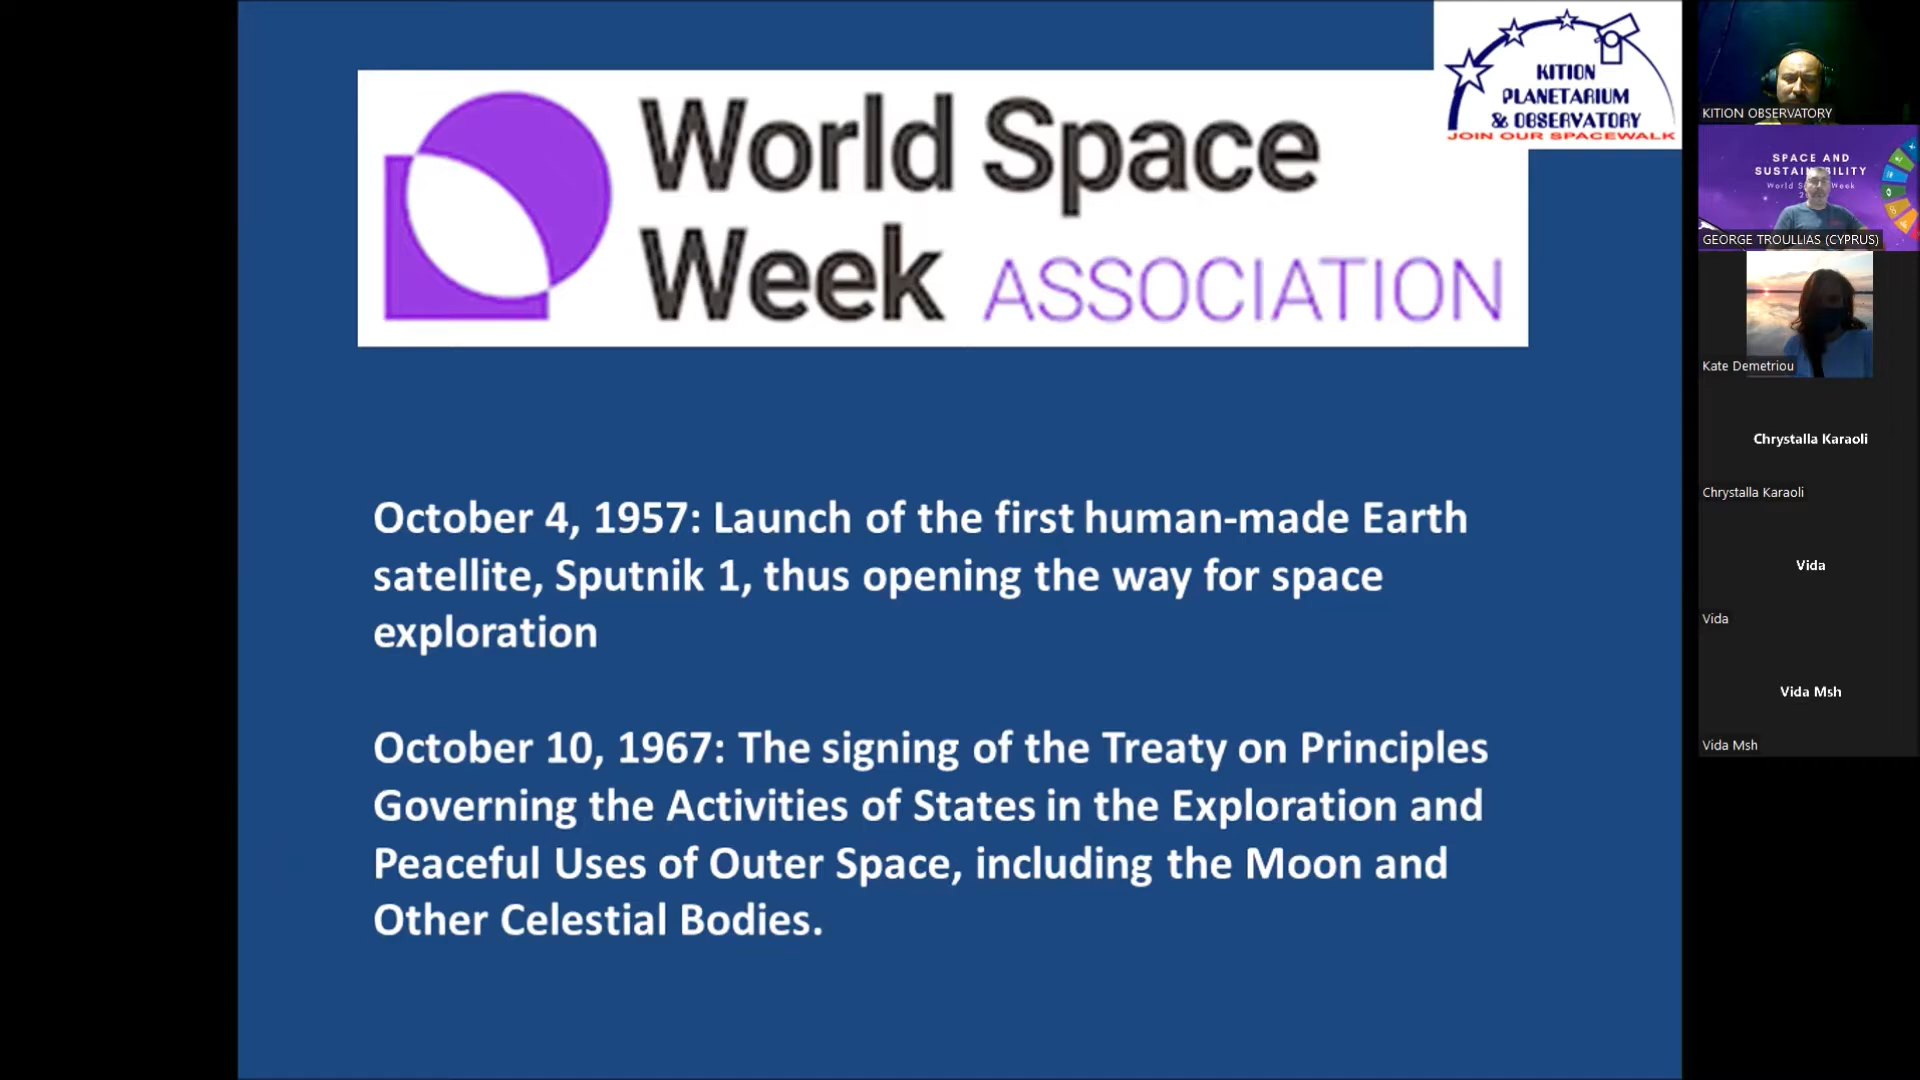 World Space
Week ASSOCIATION
KITION
PLANETARIUM
& OBSERVATORY
JOIN OUR SPACEWALK
October 4, 1957: Launch of the first human-made Earth
satellite, Sputnik 1, thus opening the way for space
exploration
October 10, 1967: The signing of the Treaty on Principles
Governing the Activities of States in the Exploration and
Peaceful Uses of Outer Space, including the Moon and
Other Celestial Bodies.
KITION OBSERVATORY
SPACE AND
World Week
GEORGE TROULLIAS (CYPRUS)
Kate Demetriou
Chrystalla Karaoli
Chrystalla Karaoli
Vida
Vida
Vida Msh
Vida Msh